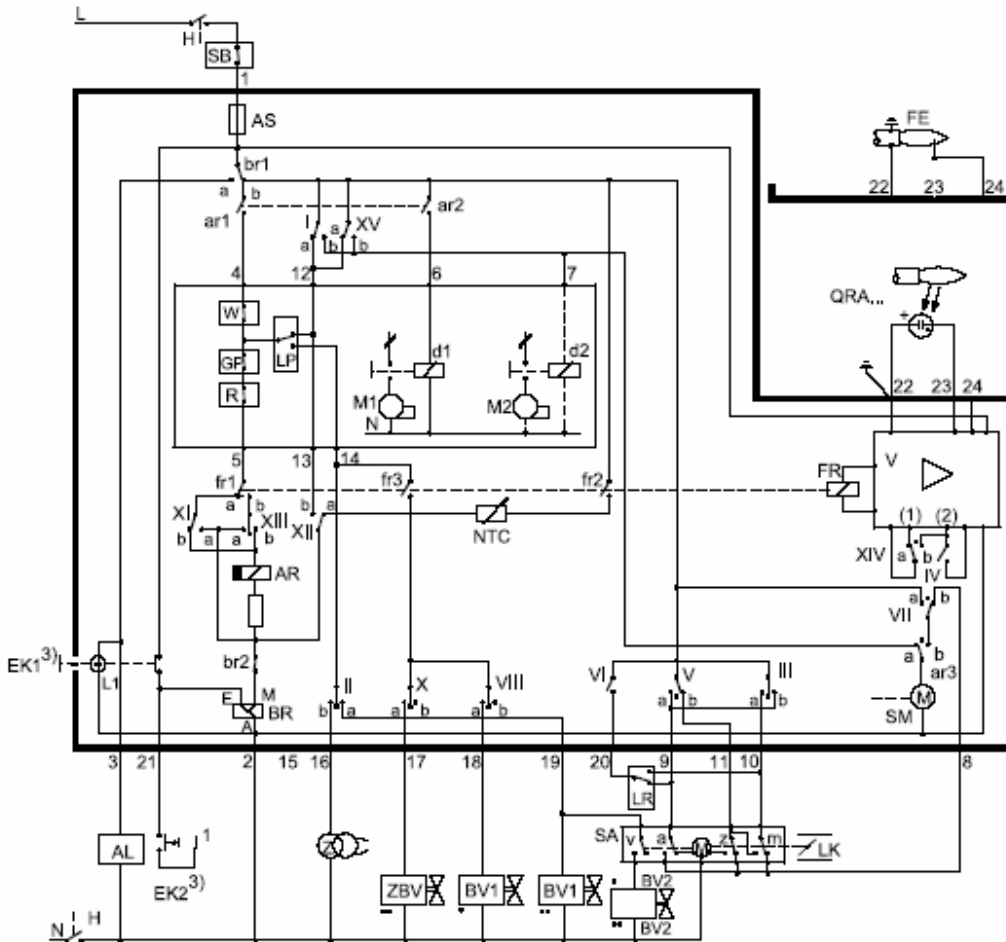 L
H
SB
1
AS
FE
br1
a b
22 23 24
ar1
ar2
I
a b
a XV b
4 12 6 7
QRA...
+
W
LP
GP
R
d1
d2
M1
N
M2
22 23 24
V
FR
5 13 14
fr1
fr3
fr2
a b
XI
b a
XIII
a b
XII
b a
NTC
(1) (2)
XIV
a b
IV
AR
a b
VII
a b
ar3
EK1 3)
L1
br2
E M
BR
A
II
b a
X
a b
VIII
a b
VI
V
a b
III
a b
M
SM
3 21 2 15 16 17 18 19 20 9 11 10 8
LR
AL
EK2 3)
1
Z
SA
v a M z m
LK
ZBV
BV1
BV1
BV2
BV2
N H